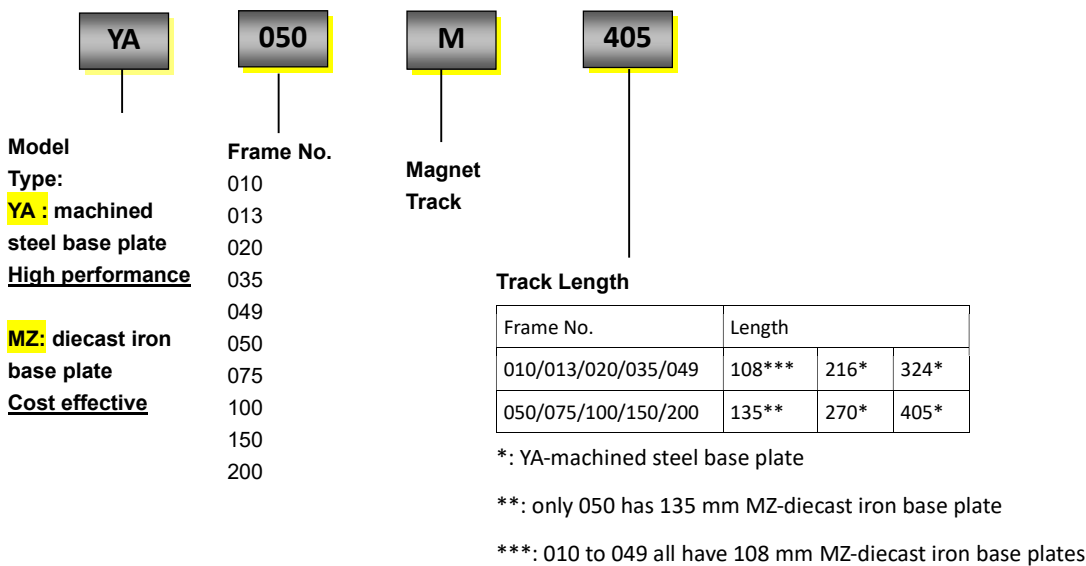 YA 050 M 405
Model
Type:
YA : machined
steel base plate
High performance
MZ: diecast iron
base plate
Cost effective
Frame No.
010
013
020
035
049
050
075
100
150
200
Magnet
Track
Track Length
Frame No. Length
010/013/020/035/049 108*** 216* 324*
050/075/100/150/200 135** 270* 405*
*: YA-machined steel base plate
**: only 050 has 135 mm MZ-diecast iron base plate
***: 010 to 049 all have 108 mm MZ-diecast iron base plates